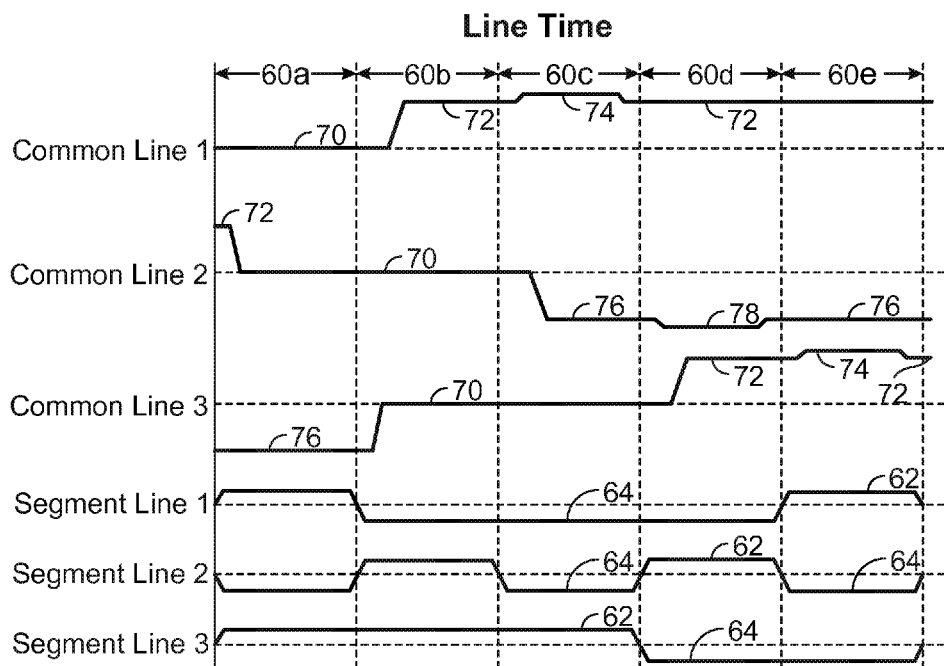 Line Time
60a 60b 60c 60d 60e
72 74 72
Common Line 1 70
72
Common Line 2 70
76 78 76
72 74 72
Common Line 3 70
76
Segment Line 1 64 62
Segment Line 2 64 62 64
Segment Line 3 62 64